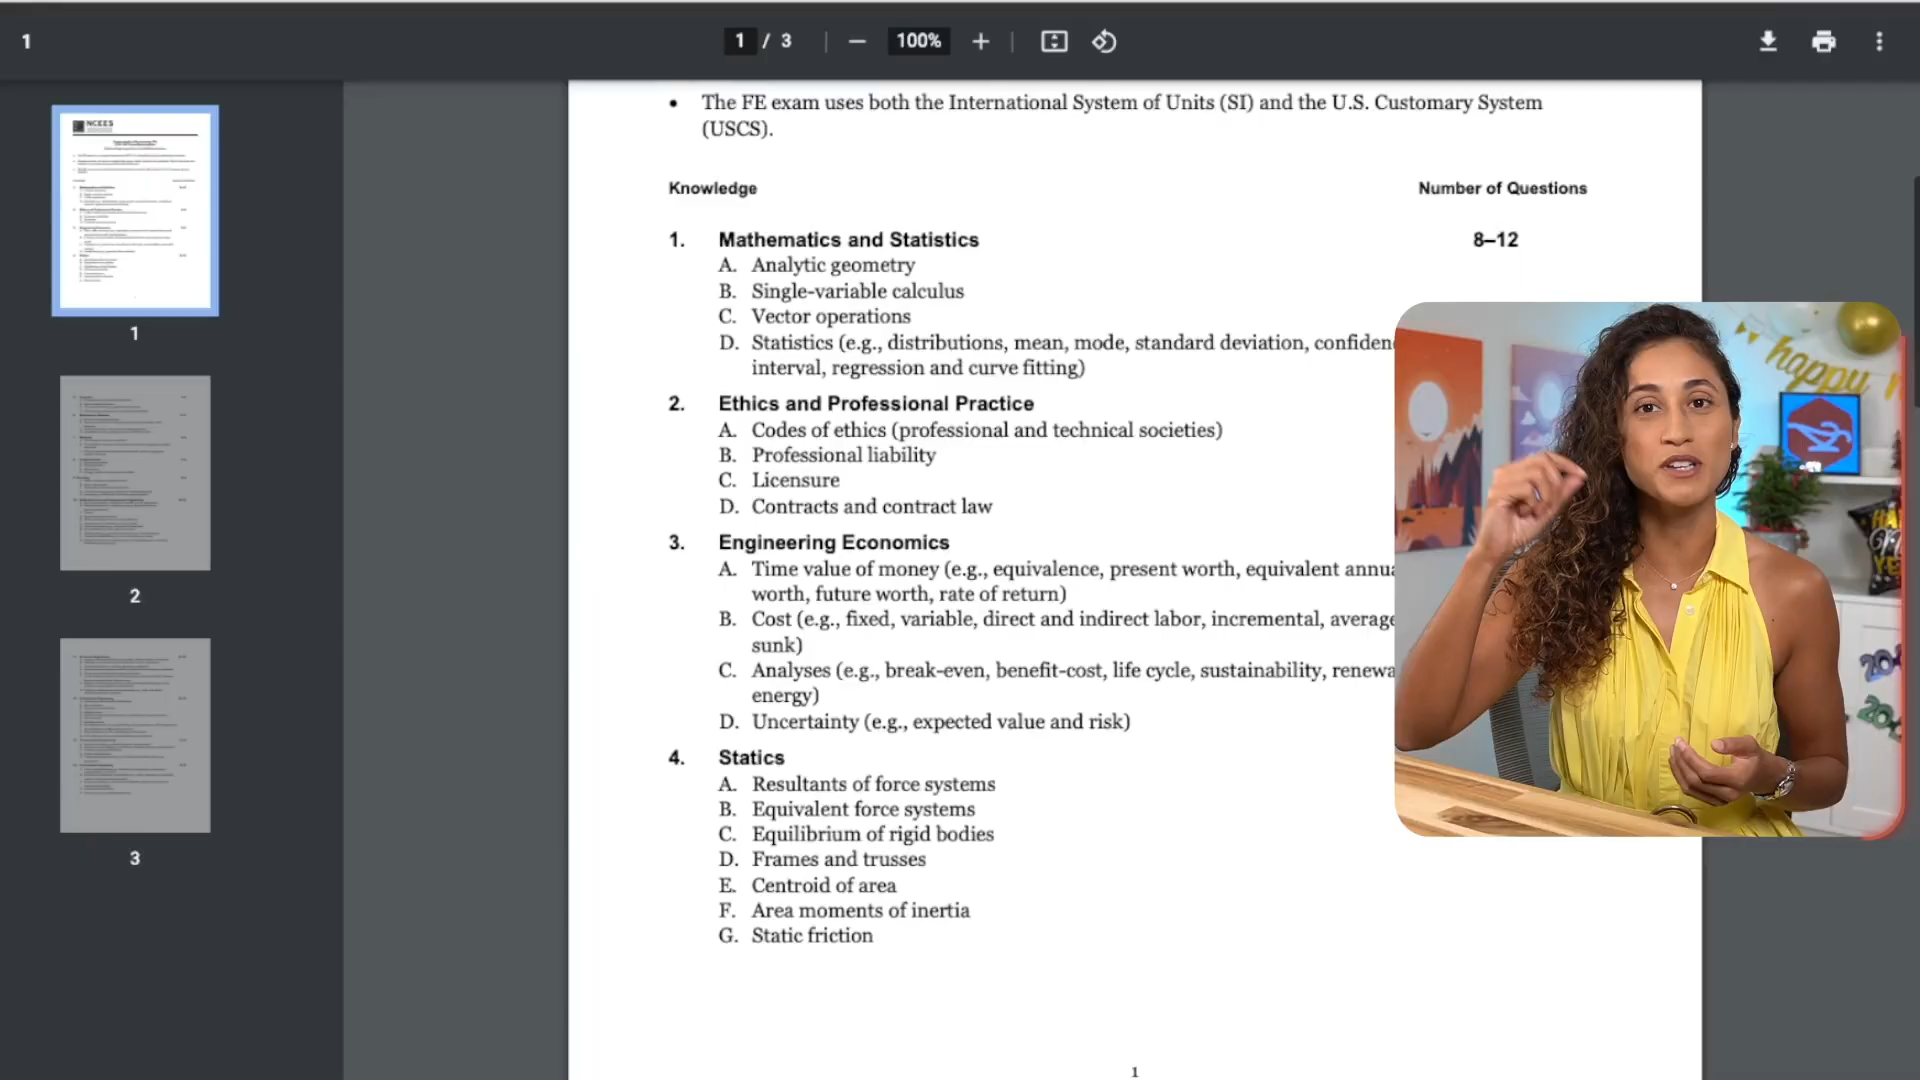 1
1 / 3
100%
NCEES
1
2
3
The FE exam uses both the International System of Units (SI) and the U.S. Customary System
(USCS).
Knowledge Number of Questions
1. Mathematics and Statistics 8–12
A. Analytic geometry
B. Single-variable calculus
C. Vector operations
D. Statistics (e.g., distributions, mean, mode, standard deviation,
interval, regression and curve fitting)
2. Ethics and Professional Practice
A. Codes of ethics (professional and technical societies)
B. Professional liability
C. Licensure
D. Contracts and contract law
3. Engineering Economics
A. Time value of money (e.g., equivalence, present worth, equivalent
worth, future worth, rate of return)
B. Cost (e.g., fixed, variable, direct and indirect labor, incremental, average
sunk)
C. Analyses (e.g., break-even, benefit-cost, life cycle, sustainability,
energy)
D. Uncertainty (e.g., expected value and risk)
4. Statics
A. Resultants of force systems
B. Equivalent force systems
C. Equilibrium of rigid bodies
D. Frames and trusses
E. Centroid of area
F. Area moments of inertia
G. Static friction
1
happy